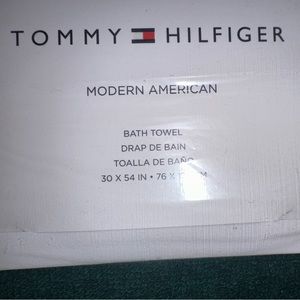 TOMMY HILFIGER
MODERN AMERICAN
BATH TOWEL
DRAP DE BAIN
TOALLA DE BAÑO
30 X 54 IN • 76 X